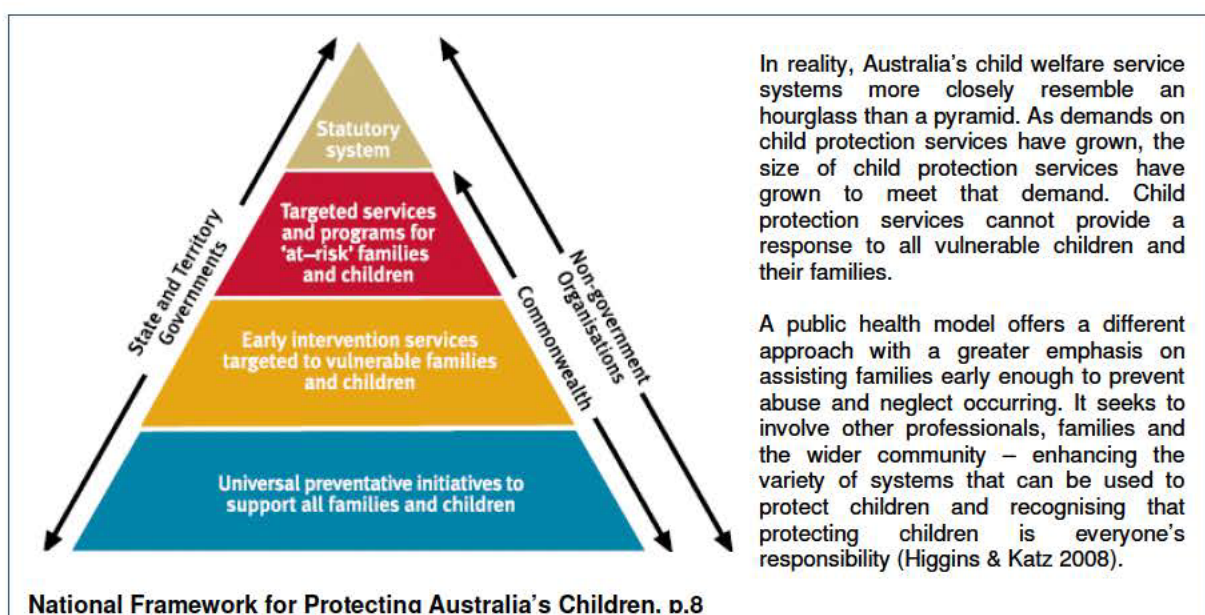 Statutory
system
Targeted services
and programs for
'at–risk' families
and children
Early intervention services
targeted to vulnerable families
and children
Universal preventative initiatives to
support all families and children
State and Territory
Governments
Commonwealth
Non-government
Organisations
National Framework for Protecting Australia's Children, p.8
In reality, Australia's child welfare service
systems more closely resemble an
hourglass than a pyramid. As demands on
child protection services have grown, the
size of child protection services have
grown to meet that demand. Child
protection services cannot provide a
response to all vulnerable children and
their families.
A public health model offers a different
approach with a greater emphasis on
assisting families early enough to prevent
abuse and neglect occurring. It seeks to
involve other professionals, families and
the wider community – enhancing the
variety of systems that can be used to
protect children and recognising that
protecting children is everyone's
responsibility (Higgins & Katz 2008).